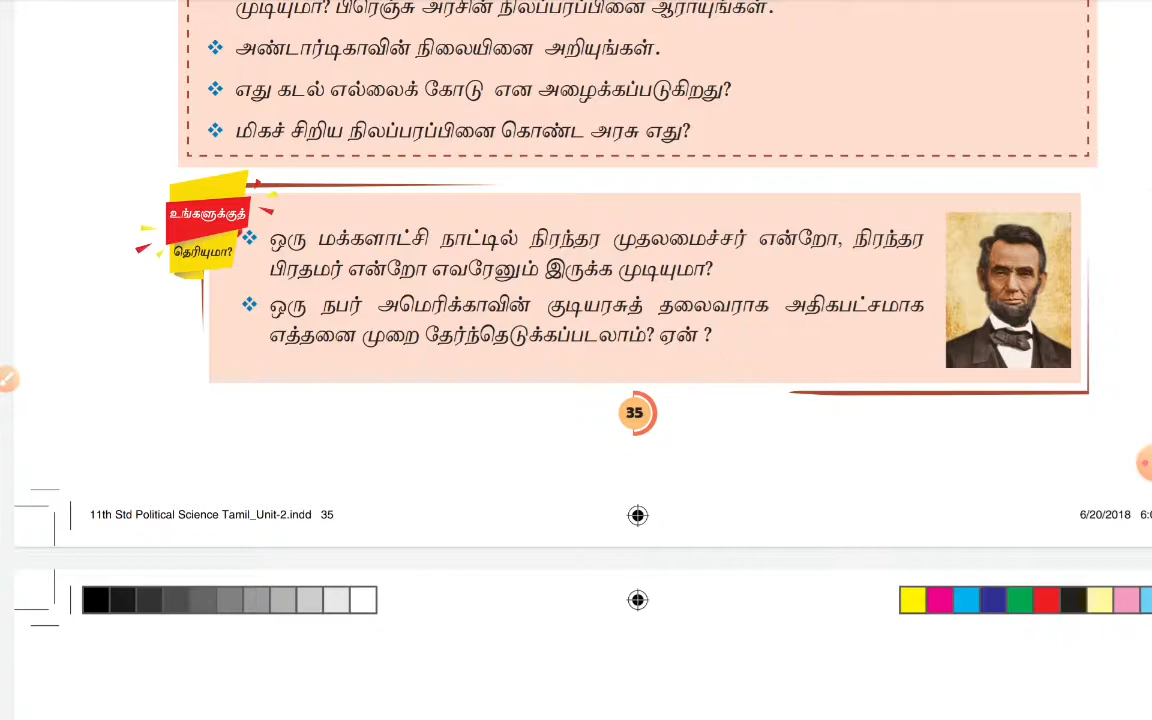 முடியுமா? பிரெஞ்சு அரசின் நிலப்பரப்பினை ஆராயுங்கள்.
❖ அண்டார்டிகாவின் நிலையினை அறியுங்கள்.
❖ எது கடல் எல்லைக் கோடு என அழைக்கப்படுகிறது?
❖ மிகச் சிறிய நிலப்பரப்பினை கொண்ட அரசு எது?
உங்களுக்குத்
தெரியுமா?
❖ ஒரு மக்களாட்சி நாட்டில் நிரந்தர முதலமைச்சர் என்றோ, நிரந்தர
பிரதமர் என்றோ எவரேனும் இருக்க முடியுமா?
❖ ஒரு நபர் அமெரிக்காவின் குடியரசுத் தலைவராக அதிகபட்சமாக
எத்தனை முறை தேர்ந்தெடுக்கப்படலாம்? ஏன் ?
35
11th Std Political Science Tamil_Unit-2.indd 35
6/20/2018